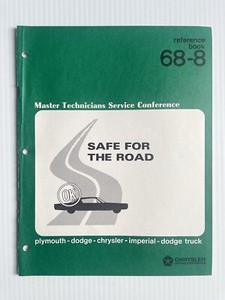 reference
book
68-8
Master Technicians Service Conference
SAFE FOR
THE ROAD
OK
plymouth - dodge - chrysler - imperial - dodge truck
CHRYSLER